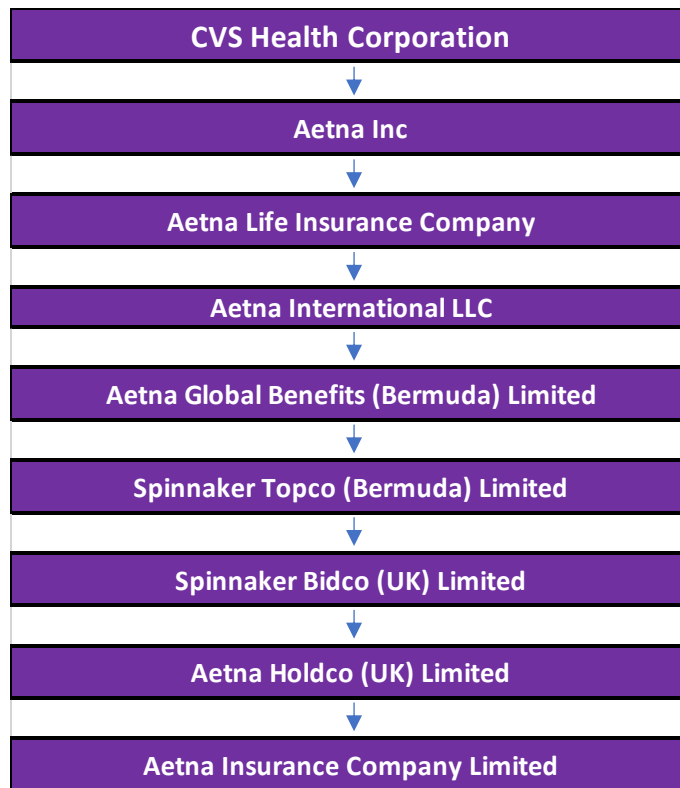 CVS Health Corporation
Aetna Inc
Aetna Life Insurance Company
Aetna International LLC
Aetna Global Benefits (Bermuda) Limited
Spinnaker Topco (Bermuda) Limited
Spinnaker Bidco (UK) Limited
Aetna Holdco (UK) Limited
Aetna Insurance Company Limited